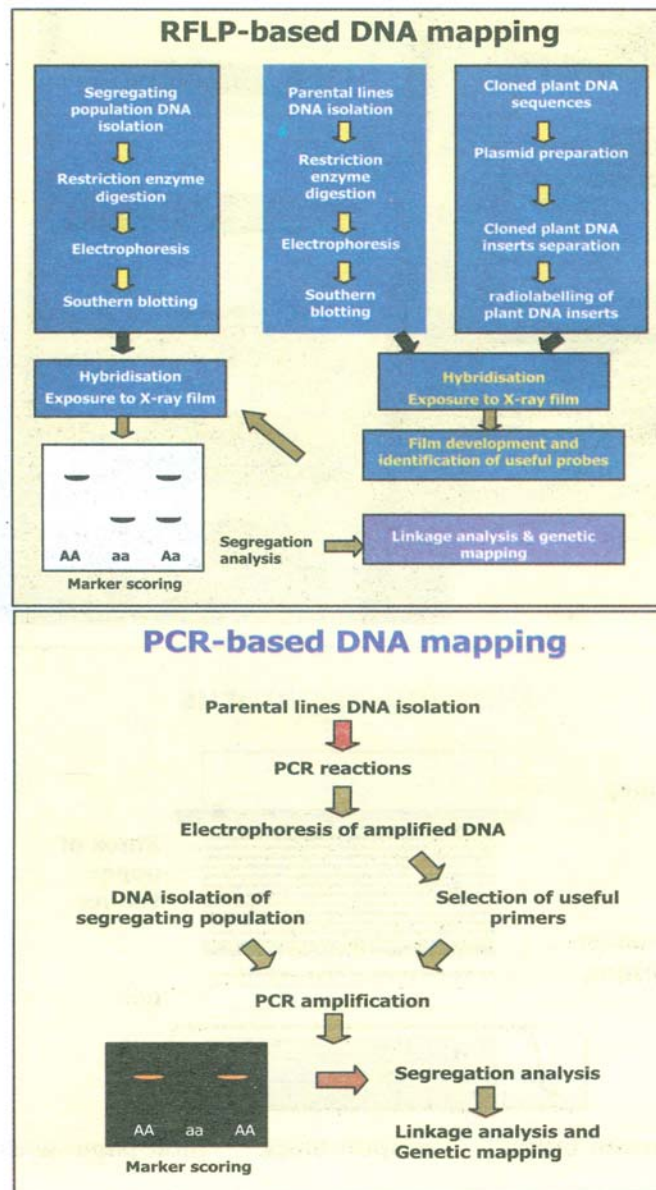 RFLP-based DNA mapping
Segregating
population DNA
isolation
Restriction enzyme
digestion
Electrophoresis
Southern blotting
Parental lines
DNA isolation
Restriction
enzyme
digestion
Electrophoresis
Southern
blotting
Cloned plant DNA
sequences
Plasmid preparation
Cloned plant DNA
inserts separation
radiolabelling of
plant DNA inserts
Hybridisation
Exposure to X-ray film
Hybridisation
Exposure to X-ray film
Film development and
identification of useful probes
AA aa Aa
Marker scoring
Segregation
analysis
Linkage analysis & genetic
mapping
PCR-based DNA mapping
Parental lines DNA isolation
PCR reactions
Electrophoresis of amplified DNA
DNA isolation of
segregating population
Selection of useful
primers
PCR amplification
AA aa AA
Marker scoring
Segregation analysis
Linkage analysis and
Genetic mapping